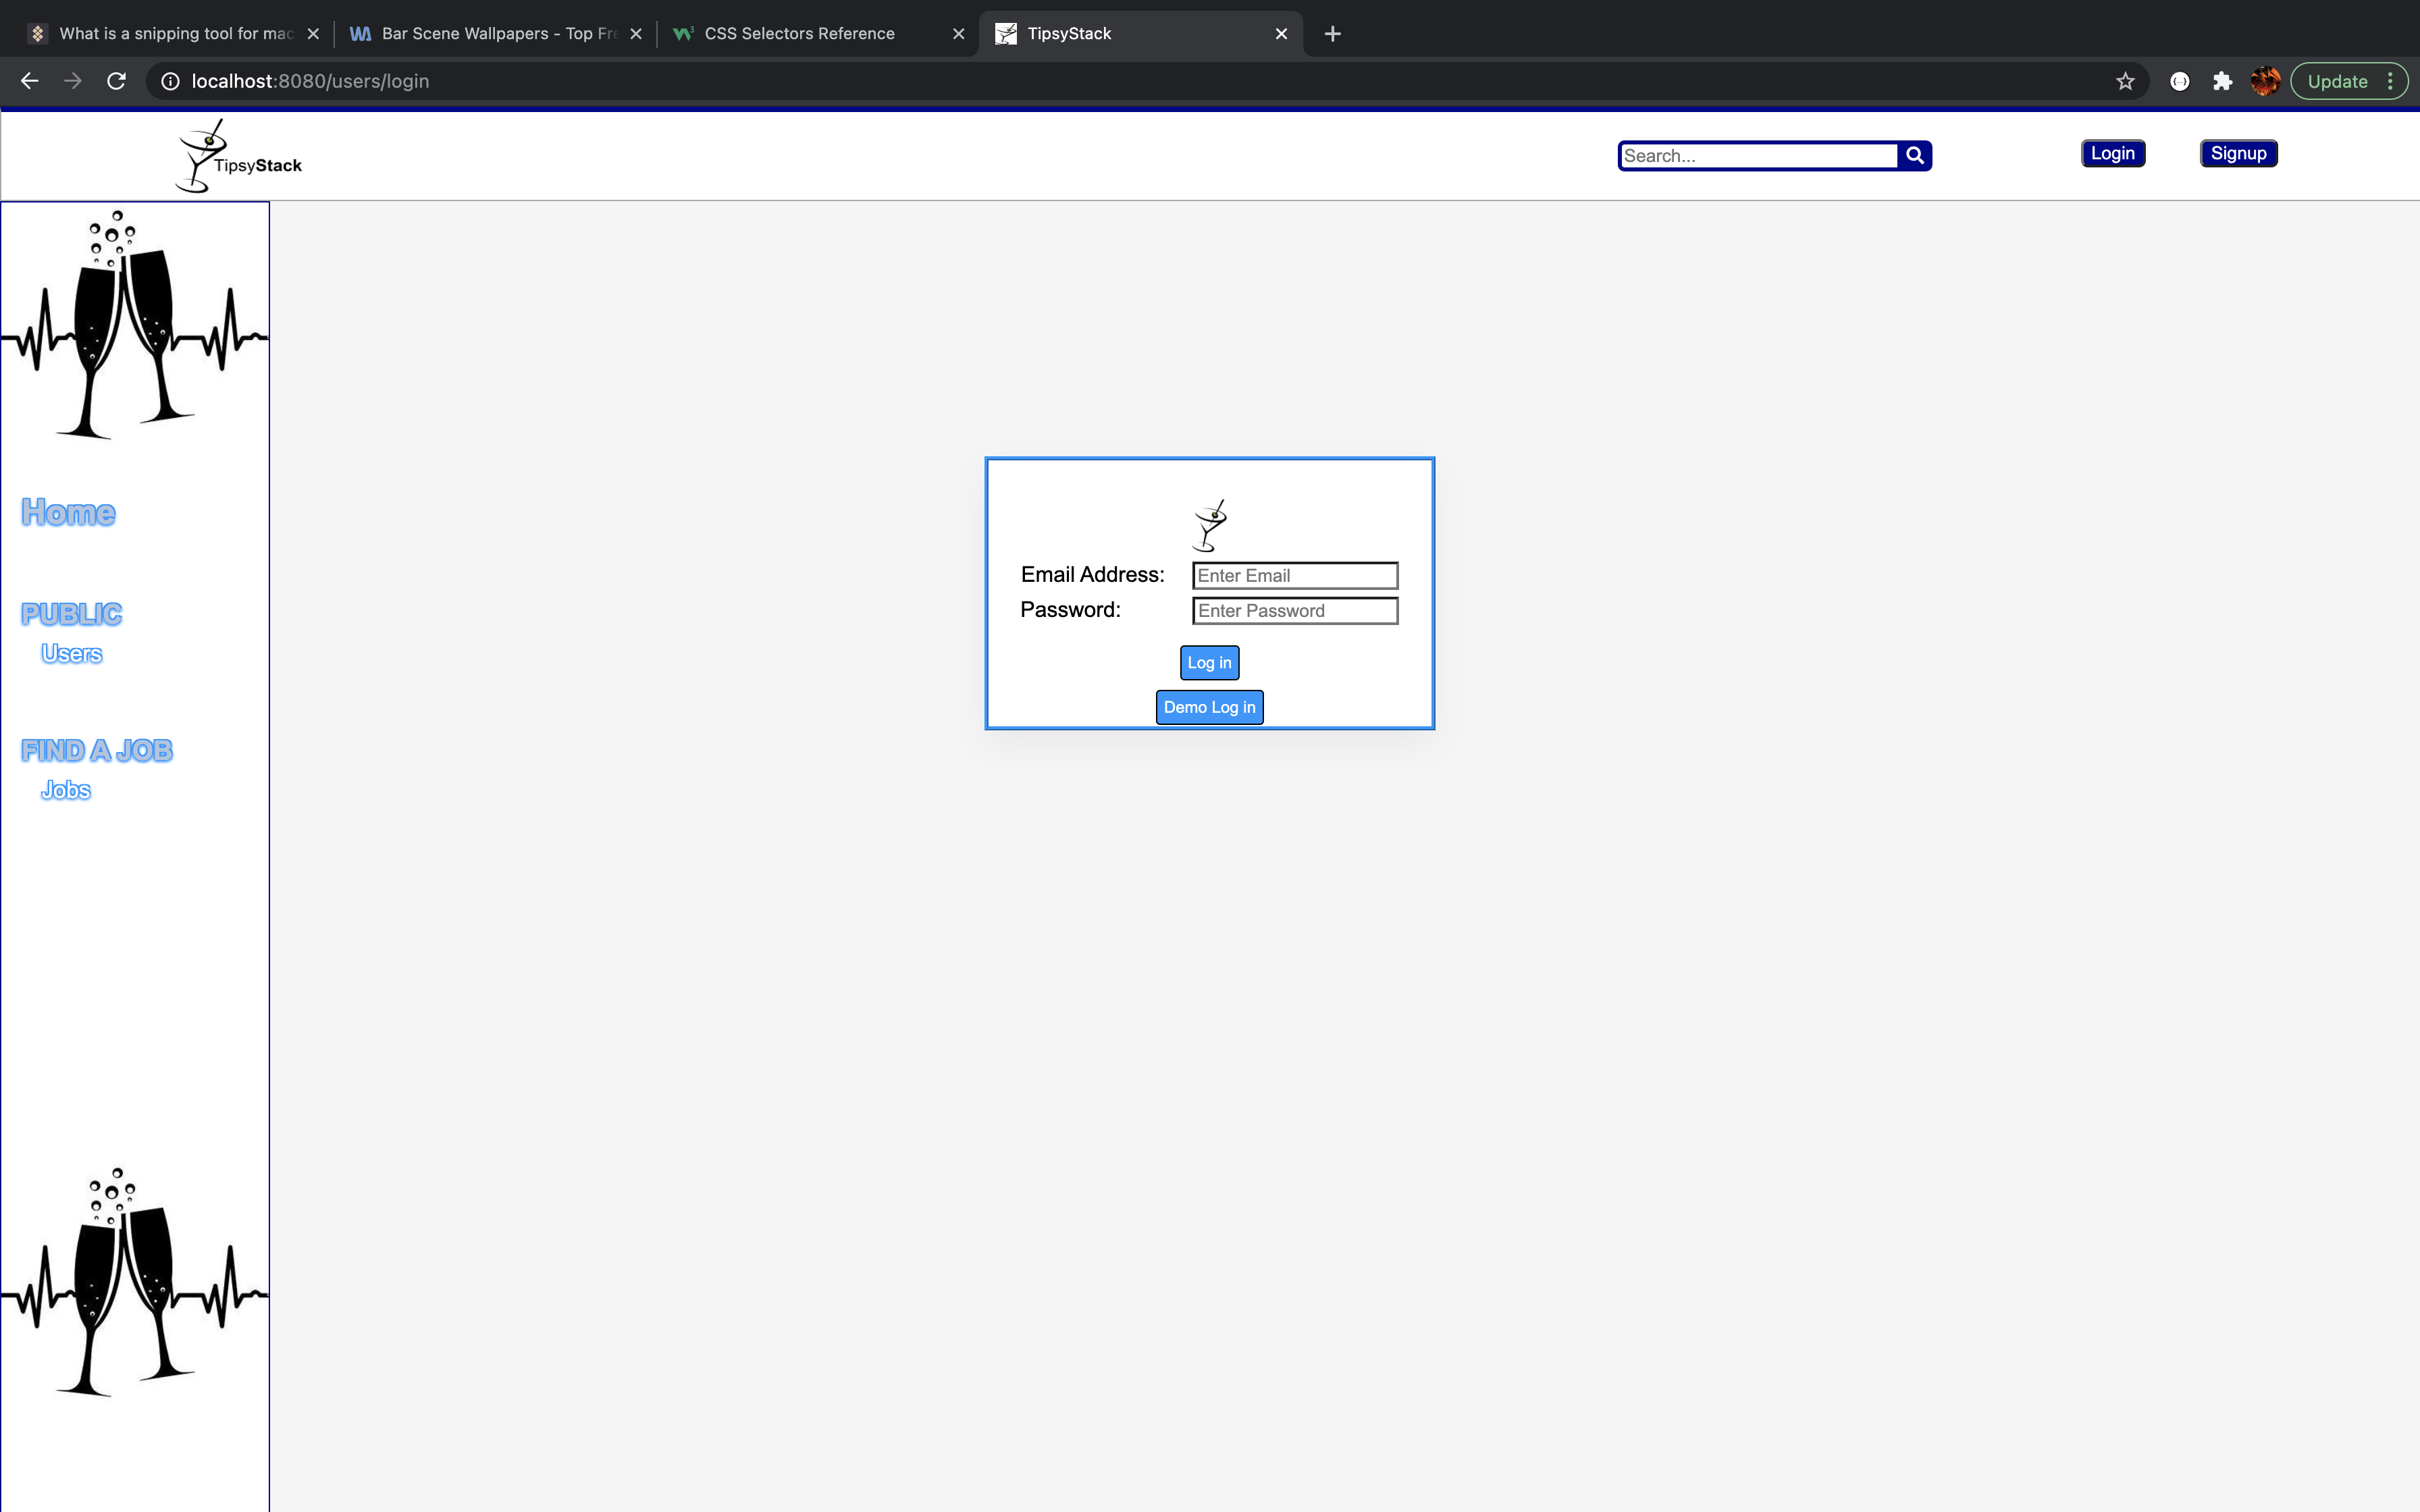 What is a snipping tool for mac
Bar Scene Wallpapers - Top Fre
CSS Selectors Reference
TipsyStack
localhost:8080/users/login
Update
TipsyStack
Search...
Login
Signup
Home
PUBLIC
Users
FIND A JOB
Jobs
Email Address:
Enter Email
Password:
Enter Password
Log in
Demo Log in